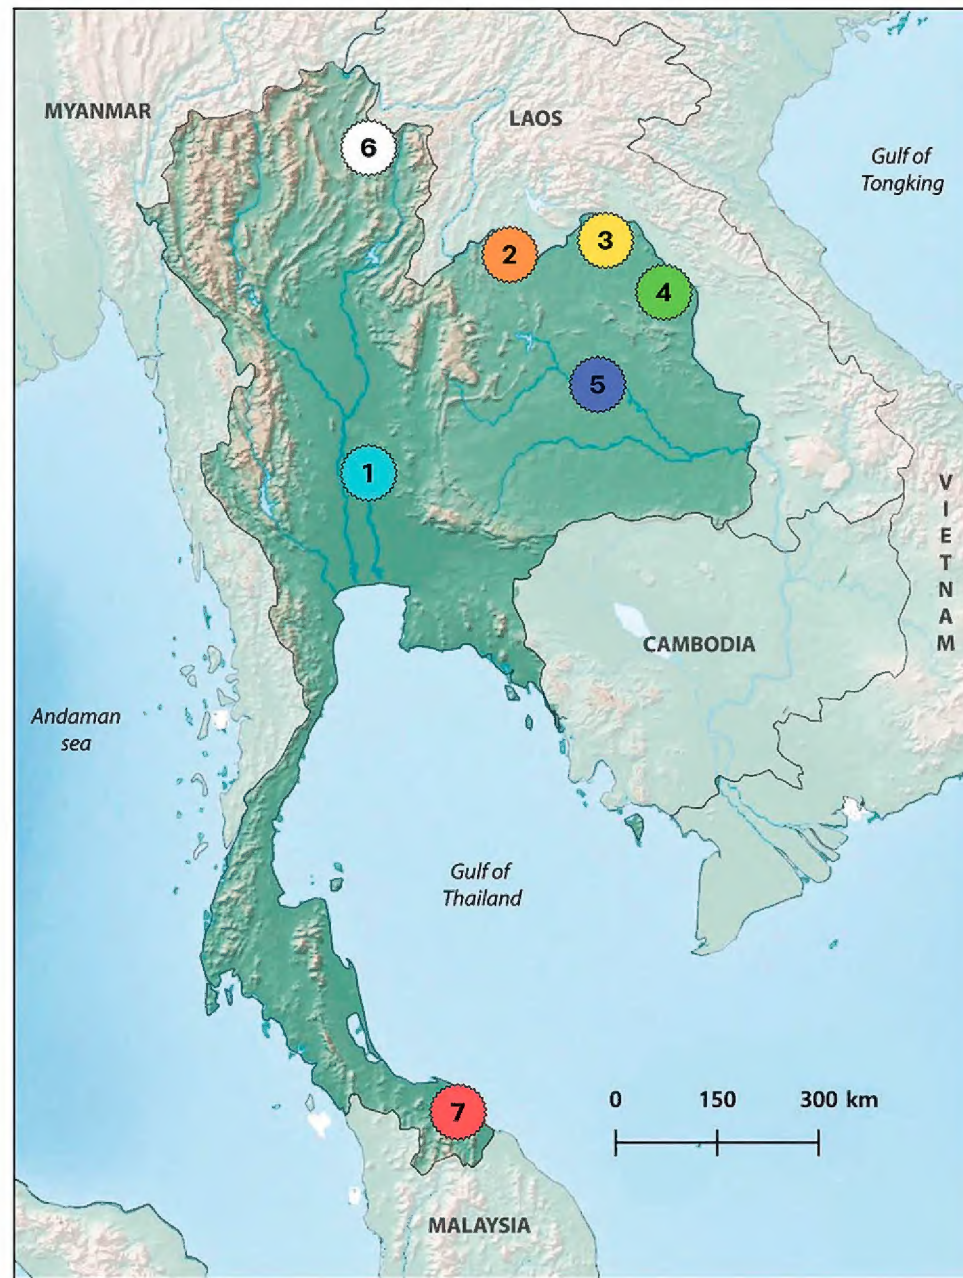 MYANMAR
LAOS
Gulf of
Tongking
6
2
3
4
5
1
VIETNAM
CAMBODIA
Andaman
sea
Gulf of
Thailand
0 150 300 km
7
MALAYSIA